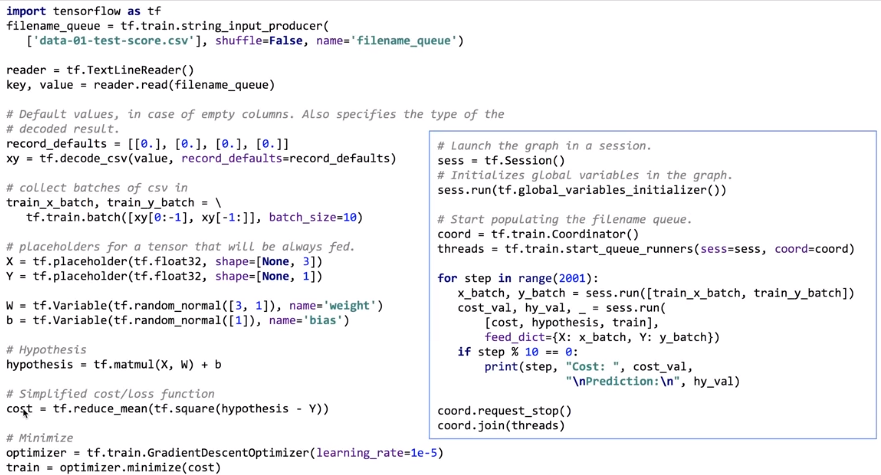 import tensorflow as tf
filename_queue = tf.train.string_input_producer(
    ['data-01-test-score.csv'], shuffle=False, name='filename_queue')

reader = tf.TextLineReader()
key, value = reader.read(filename_queue)

# Default values, in case of empty columns. Also specifies the type of the
# decoded result.
record_defaults = [[0.], [0.], [0.], [0.]]
xy = tf.decode_csv(value, record_defaults=record_defaults)

# collect batches of csv in
train_x_batch, train_y_batch = \
    tf.train.batch([xy[0:-1], xy[-1:]], batch_size=10)

# placeholders for a tensor that will be always fed.
X = tf.placeholder(tf.float32, shape=[None, 3])
Y = tf.placeholder(tf.float32, shape=[None, 1])

W = tf.Variable(tf.random_normal([3, 1]), name='weight')
b = tf.Variable(tf.random_normal([1]), name='bias')

# Hypothesis
hypothesis = tf.matmul(X, W) + b

# Simplified cost/loss function
cost = tf.reduce_mean(tf.square(hypothesis - Y))

# Minimize
optimizer = tf.train.GradientDescentOptimizer(learning_rate=1e-5)
train = optimizer.minimize(cost)

# Launch the graph in a session.
sess = tf.Session()
# Initializes global variables in the graph.
sess.run(tf.global_variables_initializer())

# Start populating the filename queue.
coord = tf.train.Coordinator()
threads = tf.train.start_queue_runners(sess=sess, coord=coord)

for step in range(2001):
    x_batch, y_batch = sess.run([train_x_batch, train_y_batch])
    cost_val, hy_val, _ = sess.run(
        [cost, hypothesis, train],
        feed_dict={X: x_batch, Y: y_batch})
    if step % 10 == 0:
        print(step, "Cost: ", cost_val,
                    "\nPrediction:\n", hy_val)

coord.request_stop()
coord.join(threads)